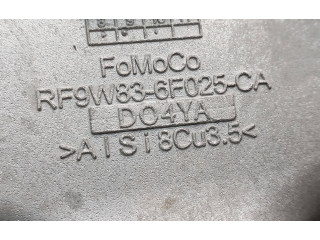 FoMoCo
RF9W83-6F025-CA
DO4YA
>AlSi8Cu3.5<